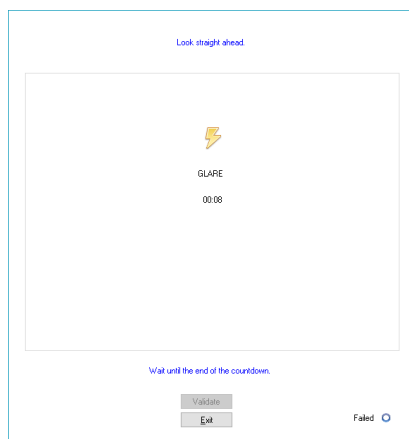 Look straight ahead.
GLARE
00:08
Wait until the end of the countdown.
Validate
Exit
Failed